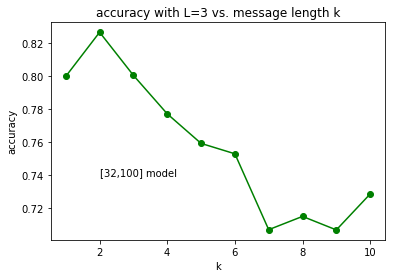 accuracy with L=3 vs. message length k
accuracy
0.82
0.80
0.78
0.76
0.74
0.72
[32,100] model
2
4
6
8
10
k